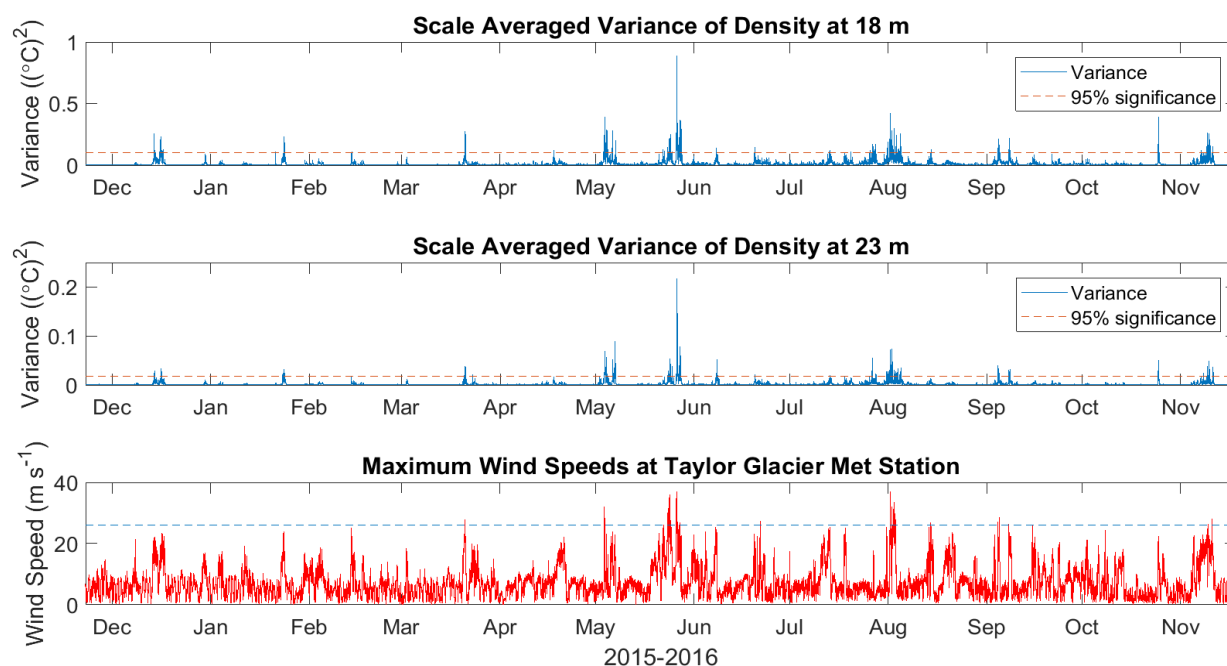 Scale Averaged Variance of Density at 18 m
Variance ((°C)²)
1
0.5
0
Variance
95% significance
Dec Jan Feb Mar Apr May Jun Jul Aug Sep Oct Nov
Scale Averaged Variance of Density at 23 m
Variance ((°C)²)
0.2
0.1
0
Variance
95% significance
Dec Jan Feb Mar Apr May Jun Jul Aug Sep Oct Nov
Maximum Wind Speeds at Taylor Glacier Met Station
Wind Speed (m s⁻¹)
40
20
0
Dec Jan Feb Mar Apr May Jun Jul Aug Sep Oct Nov
2015-2016